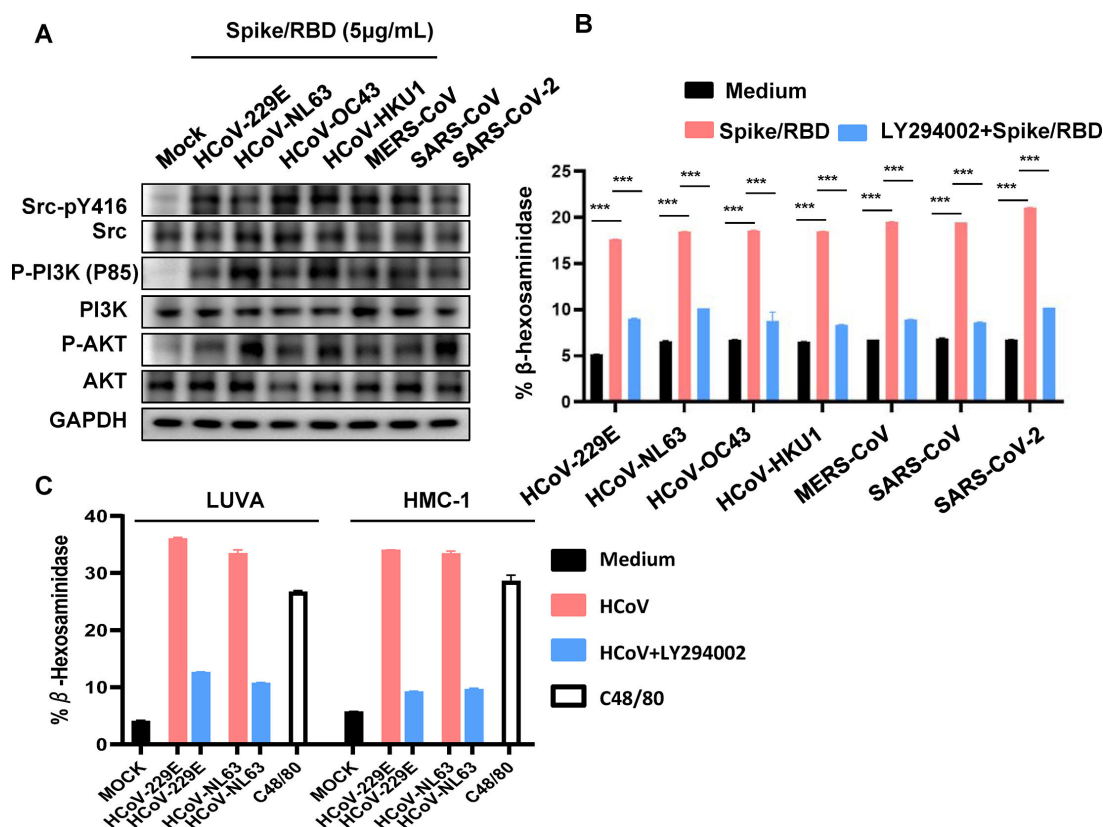 A
Spike/RBD (5μg/mL)
Mock
HCoV-229E
HCoV-NL63
HCoV-OC43
HCoV-HKU1
MERS-CoV
SARS-CoV
SARS-CoV-2
Src-pY416
Src
P-PI3K (P85)
PI3K
P-AKT
AKT
GAPDH
B
Medium
Spike/RBD
LY294002+Spike/RBD
% β-hexosaminidase
25
20
15
10
5
0
*** *** *** *** *** *** ***
*** *** *** *** *** *** ***
HCoV-229E
HCoV-NL63
HCoV-OC43
HCoV-HKU1
MERS-CoV
SARS-CoV
SARS-CoV-2
C
LUVA
HMC-1
% β-Hexosaminidase
40
30
20
10
0
MOCK
HCoV-229E
HCoV-229E
HCoV-NL63
HCoV-NL63
C48/80
MOCK
HCoV-229E
HCoV-229E
HCoV-NL63
HCoV-NL63
C48/80
Medium
HCoV
HCoV+LY294002
C48/80